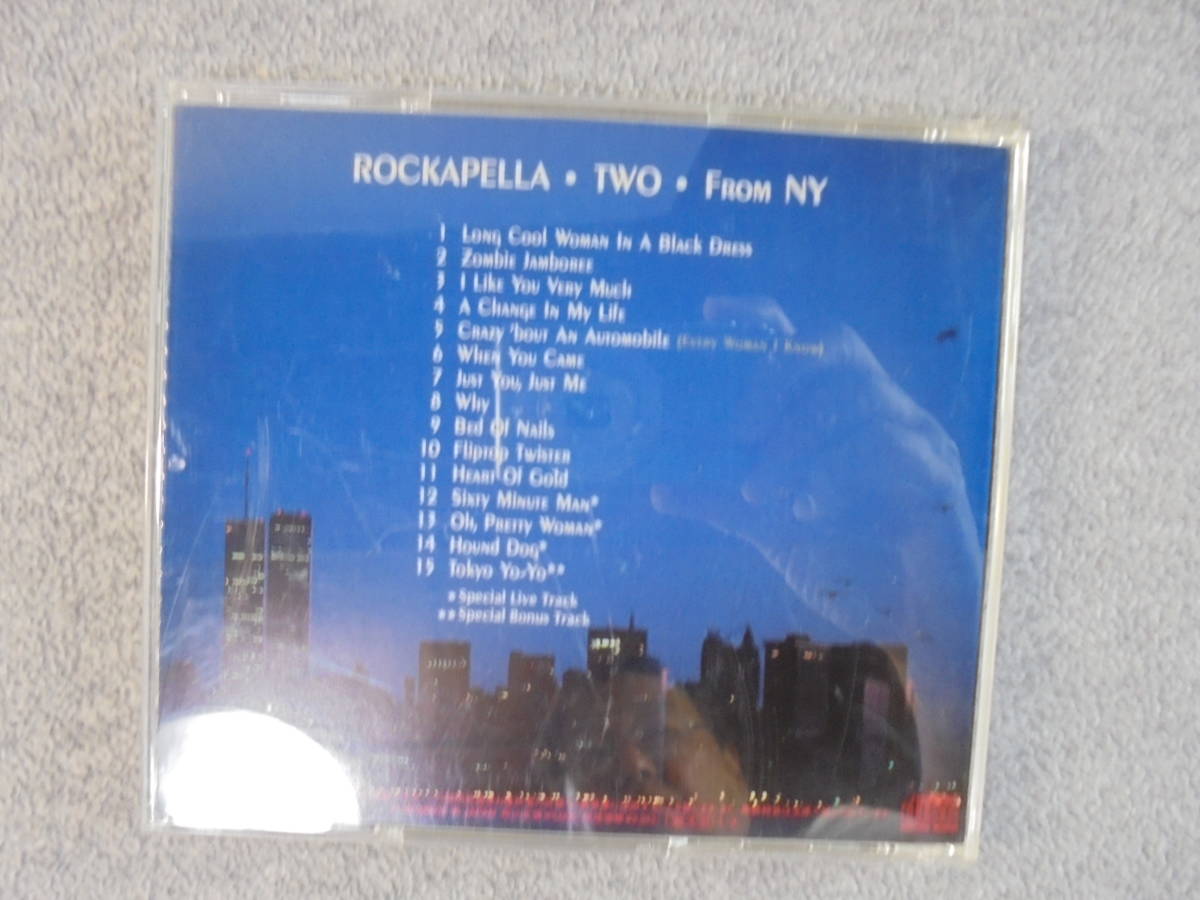 ROCKAPELLA • TWO • FROM NY
1 LONG COOL WOMAN IN A BLACK DRESS
2 ZOMBIE JAMBOREE
3 I LIKE YOU VERY MUCH
4 A CHANGE IN MY LIFE
5 CRAZY 'BOUT AN AUTOMOBILE (EVERY WOMAN I KNOW)
6 WHEN YOU CAME
7 JUST YOU, JUST ME
8 WHY
9 BED OF NAILS
10 FLIPTOP TWISTER
11 HEART OF GOLD
12 SIXTY MINUTE MAN*
13 OH, PRETTY WOMAN*
14 HOUND DOG*
15 TOKYO YO-YO**
*SPECIAL LIVE TRACK
**SPECIAL BONUS TRACK